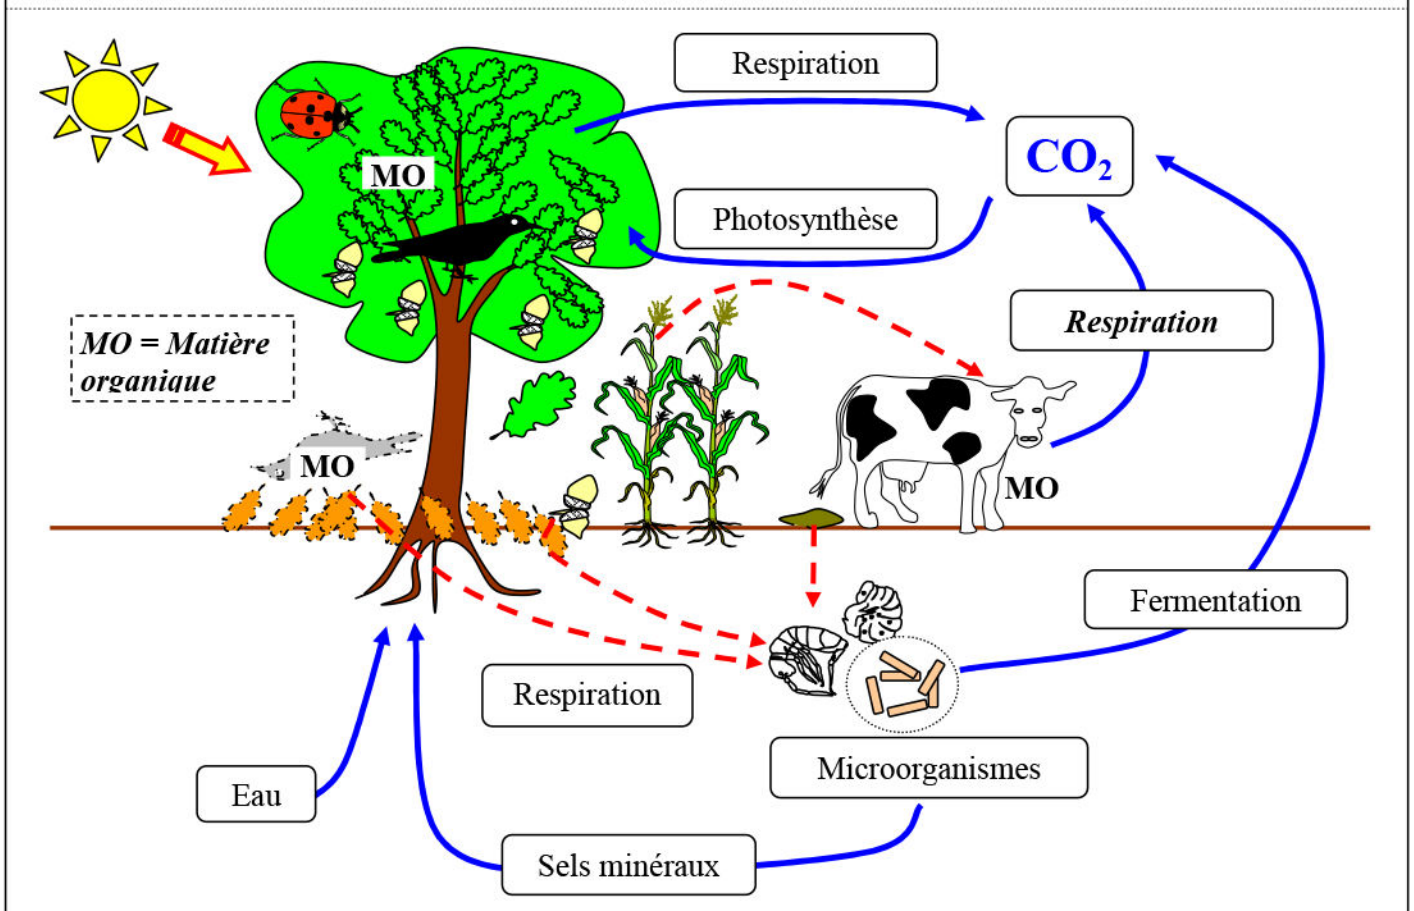 Respiration
CO₂
MO
Photosynthèse
Respiration
MO = Matière
organique
MO
MO
Fermentation
Respiration
Microorganismes
Eau
Sels minéraux